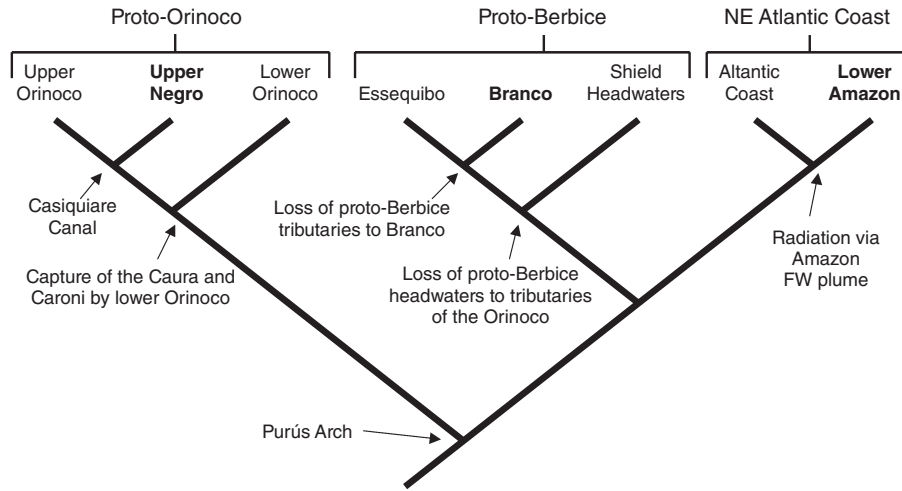 Proto-Orinoco
Proto-Berbice
NE Atlantic Coast
Upper
Orinoco
Upper
Negro
Lower
Orinoco
Essequibo
Branco
Shield
Headwaters
Altantic
Coast
Lower
Amazon
Casiquiare
Canal
Capture of the Caura and
Caroni by lower Orinoco
Loss of proto-Berbice
tributaries to Branco
Loss of proto-Berbice
headwaters to tributaries
of the Orinoco
Radiation via
Amazon
FW plume
Purús Arch